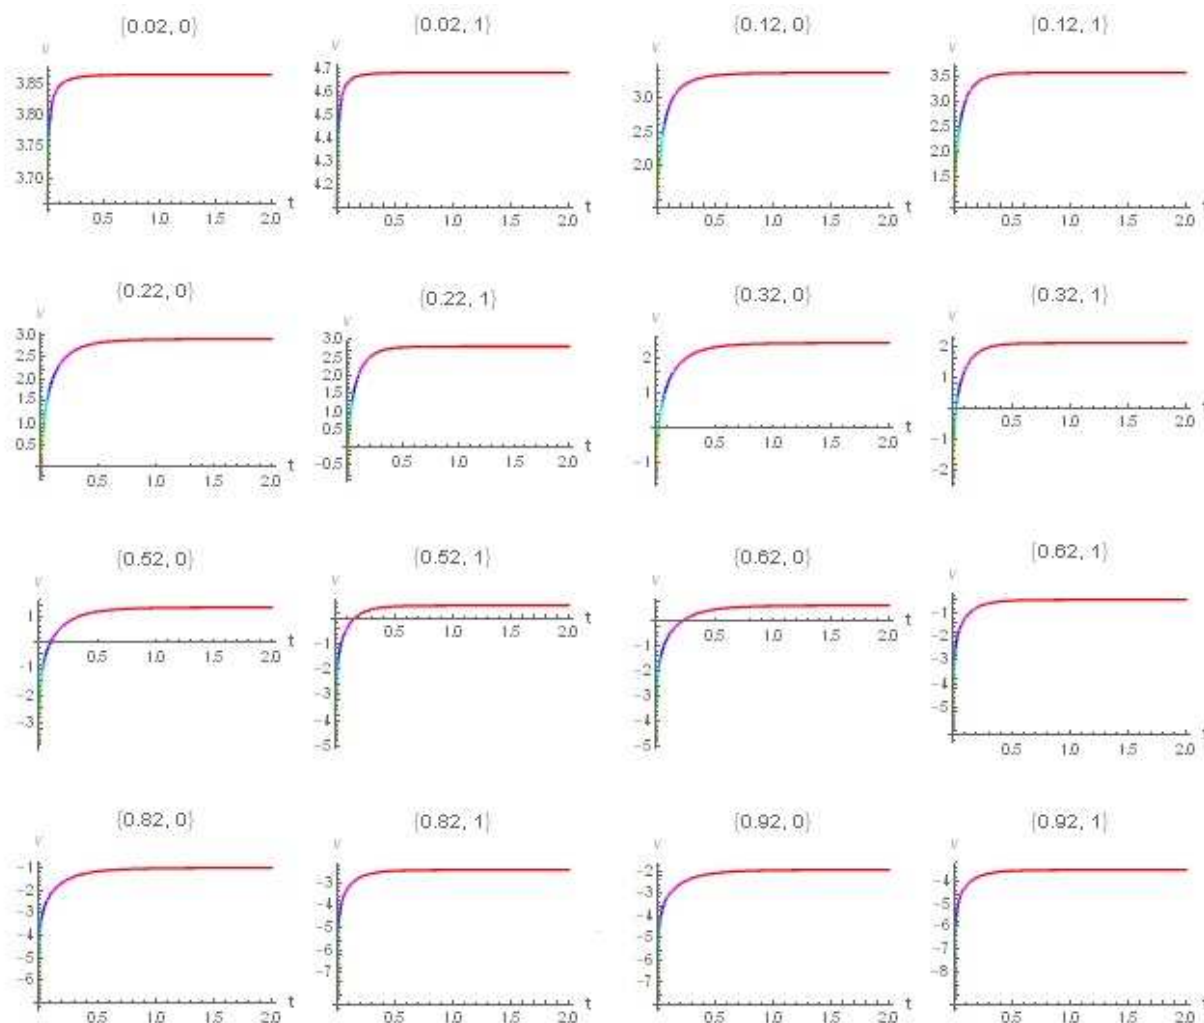 {0.02, 0}
v
3.85
3.80
3.75
3.70
0.5 1.0 1.5 2.0 t
{0.02, 1}
v
4.7
4.6
4.5
4.4
4.3
4.2
0.5 1.0 1.5 2.0 t
{0.12, 0}
v
3.0
2.5
2.0
0.5 1.0 1.5 2.0 t
{0.12, 1}
v
3.5
3.0
2.5
2.0
1.5
0.5 1.0 1.5 2.0 t
{0.22, 0}
v
3.0
2.5
2.0
1.5
1.0
0.5
0.5 1.0 1.5 2.0 t
{0.22, 1}
v
3.0
2.5
2.0
1.5
1.0
0.5
-0.5
0.5 1.0 1.5 2.0 t
{0.32, 0}
v
2
1
-1
0.5 1.0 1.5 2.0 t
{0.32, 1}
v
2
1
-1
-2
0.5 1.0 1.5 2.0 t
{0.52, 0}
v
1
-1
-2
-3
0.5 1.0 1.5 2.0 t
{0.52, 1}
v
-1
-2
-3
-4
-5
0.5 1.0 1.5 2.0 t
{0.62, 0}
v
-1
-2
-3
-4
-5
0.5 1.0 1.5 2.0 t
{0.62, 1}
v
-1
-2
-3
-4
-5
0.5 1.0 1.5 2.0 t
{0.82, 0}
v
-1
-2
-3
-4
-5
-6
0.5 1.0 1.5 2.0 t
{0.82, 1}
v
-3
-4
-5
-6
-7
0.5 1.0 1.5 2.0 t
{0.92, 0}
v
-2
-3
-4
-5
-6
-7
0.5 1.0 1.5 2.0 t
{0.92, 1}
v
-4
-5
-6
-7
-8
0.5 1.0 1.5 2.0 t